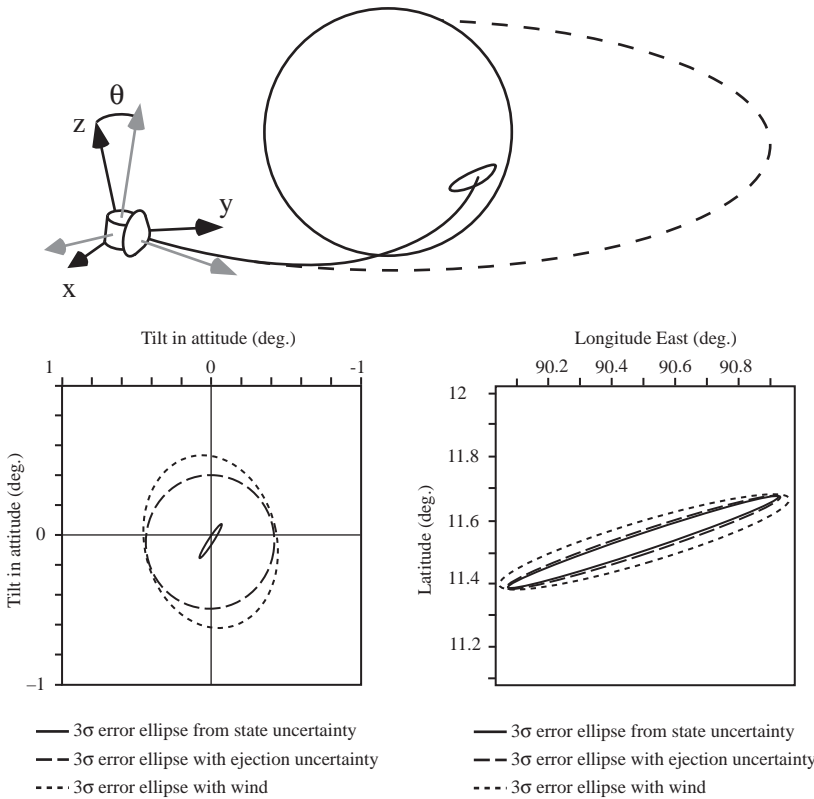 θ
z
y
x
Tilt in attitude (deg.)
1 0 -1
Tilt in attitude (deg.)
0
–1
3σ error ellipse from state uncertainty
3σ error ellipse with ejection uncertainty
3σ error ellipse with wind
Longitude East (deg.)
90.2 90.4 90.6 90.8
Latitude (deg.)
12
11.8
11.6
11.4
11.2
3σ error ellipse from state uncertainty
3σ error ellipse with ejection uncertainty
3σ error ellipse with wind